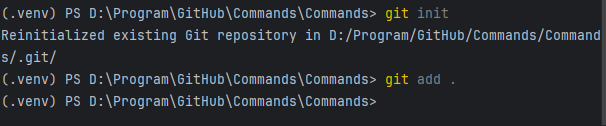 (.venv) PS D:\Program\GitHub\Commands\Commands> git init
Reinitialized existing Git repository in D:/Program/GitHub/Commands/Command
s/.git/
(.venv) PS D:\Program\GitHub\Commands\Commands> git add .
(.venv) PS D:\Program\GitHub\Commands\Commands>